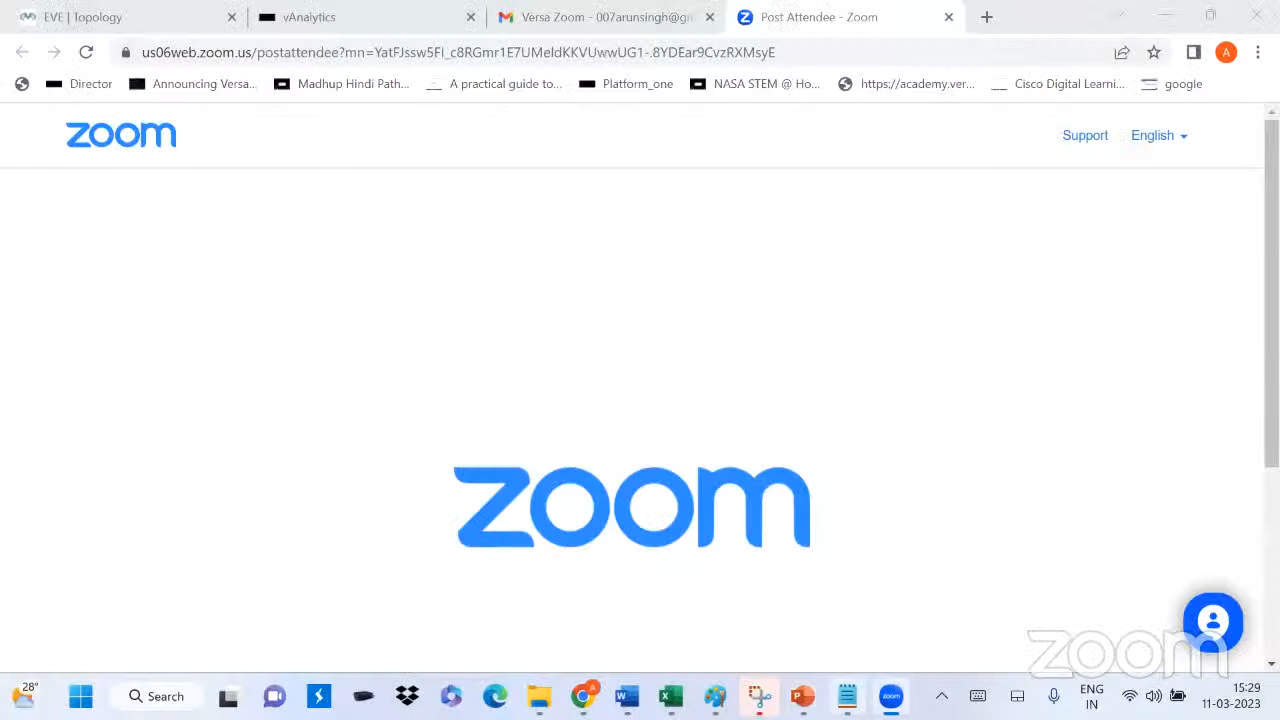 EVE | Topology
vAnalytics
Versa Zoom - 007arunsingh@gm
Post Attendee - Zoom
us06web.zoom.us/postattendee?mn=YatFJssw5Fi_c8RGmr1E7UMeldKKVUwwUG1-.8YDEar9CvzRXMsyE
A
Director
Announcing Versa...
Madhup Hindi Path...
A practical guide to...
Platform_one
NASA STEM @ Ho...
https://academy.ver...
Cisco Digital Learni...
google
zoom
Support
English
zoom
zoom
28°
Search
A
zoom
ENG
IN
15:29
11-03-2023